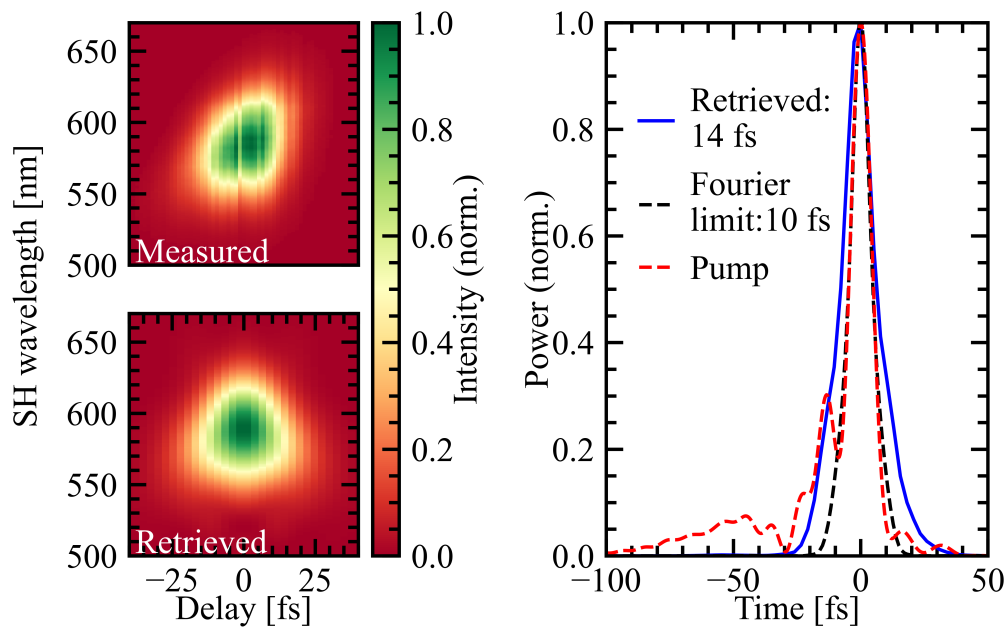 SH wavelength [nm]
650
600
550
500
Measured
650
600
550
500
Retrieved
−25
0
25
Delay [fs]
1.0
0.8
0.6
0.4
0.2
0.0
Intensity (norm.)
Power (norm.)
1.0
0.8
0.6
0.4
0.2
0.0
Retrieved:
14 fs
Fourier
limit:10 fs
Pump
−100
−50
0
50
Time [fs]